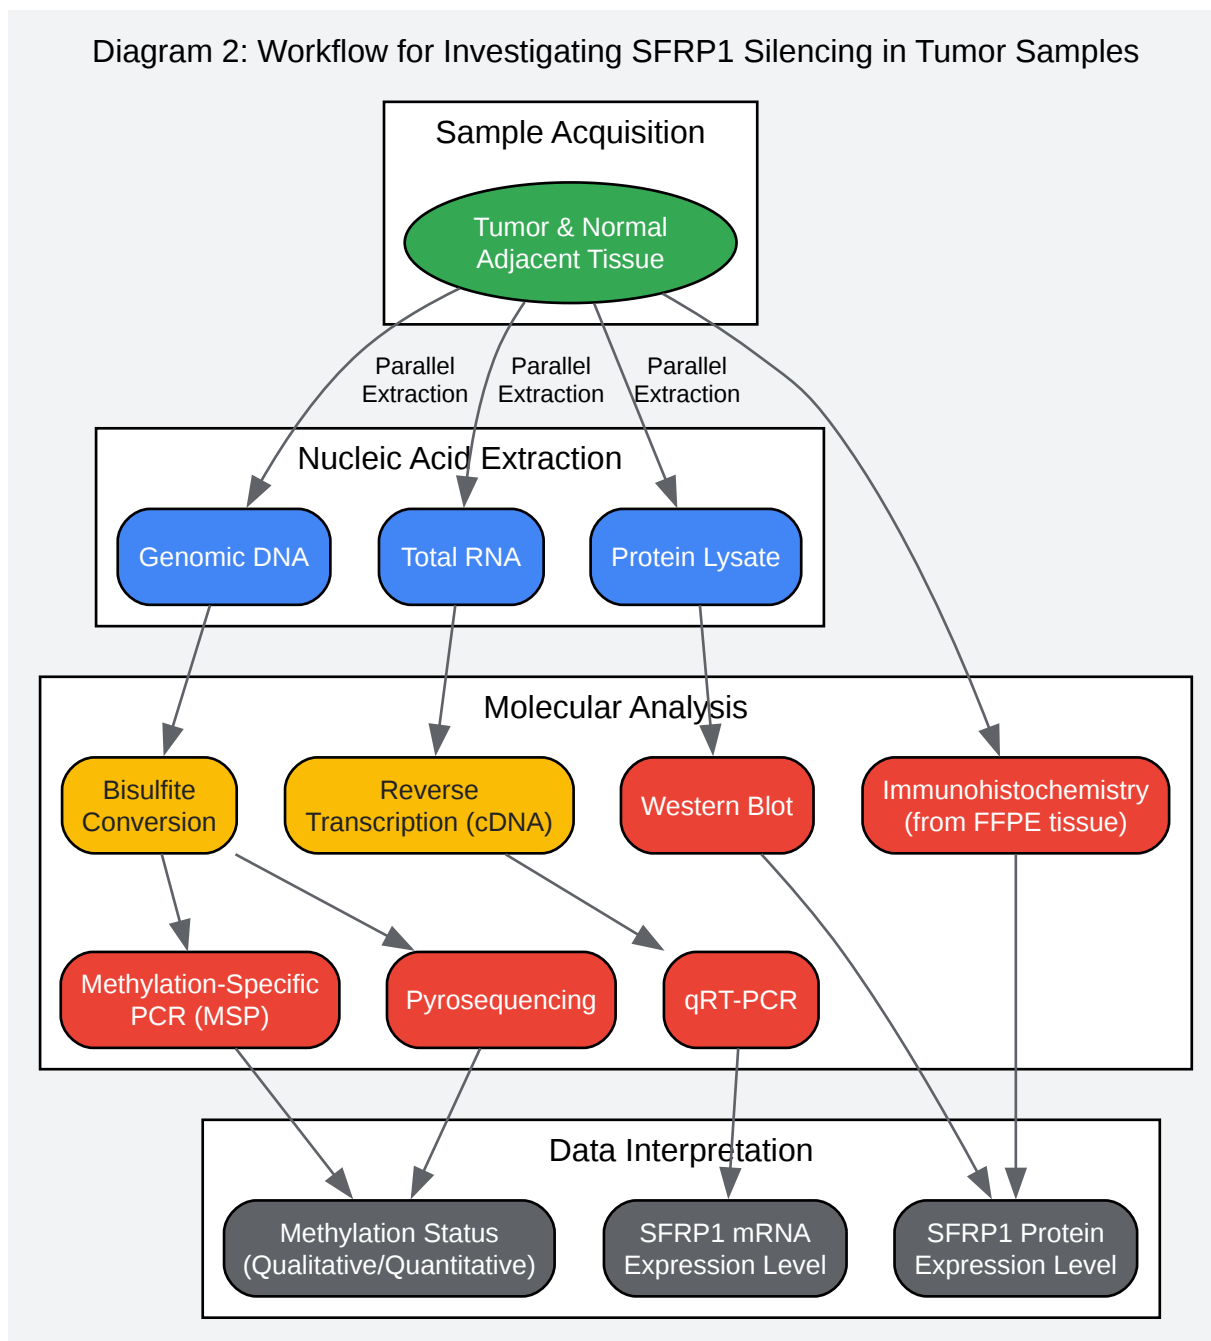 Diagram 2: Workflow for Investigating SFRP1 Silencing in Tumor Samples
Sample Acquisition
Tumor & Normal
Adjacent Tissue
Parallel
Extraction
Parallel
Extraction
Parallel
Extraction
Nucleic Acid Extraction
Genomic DNA
Total RNA
Protein Lysate
Molecular Analysis
Bisulfite
Conversion
Reverse
Transcription (cDNA)
Western Blot
Immunohistochemistry
(from FFPE tissue)
Methylation-Specific
PCR (MSP)
Pyrosequencing
qRT-PCR
Data Interpretation
Methylation Status
(Qualitative/Quantitative)
SFRP1 mRNA
Expression Level
SFRP1 Protein
Expression Level